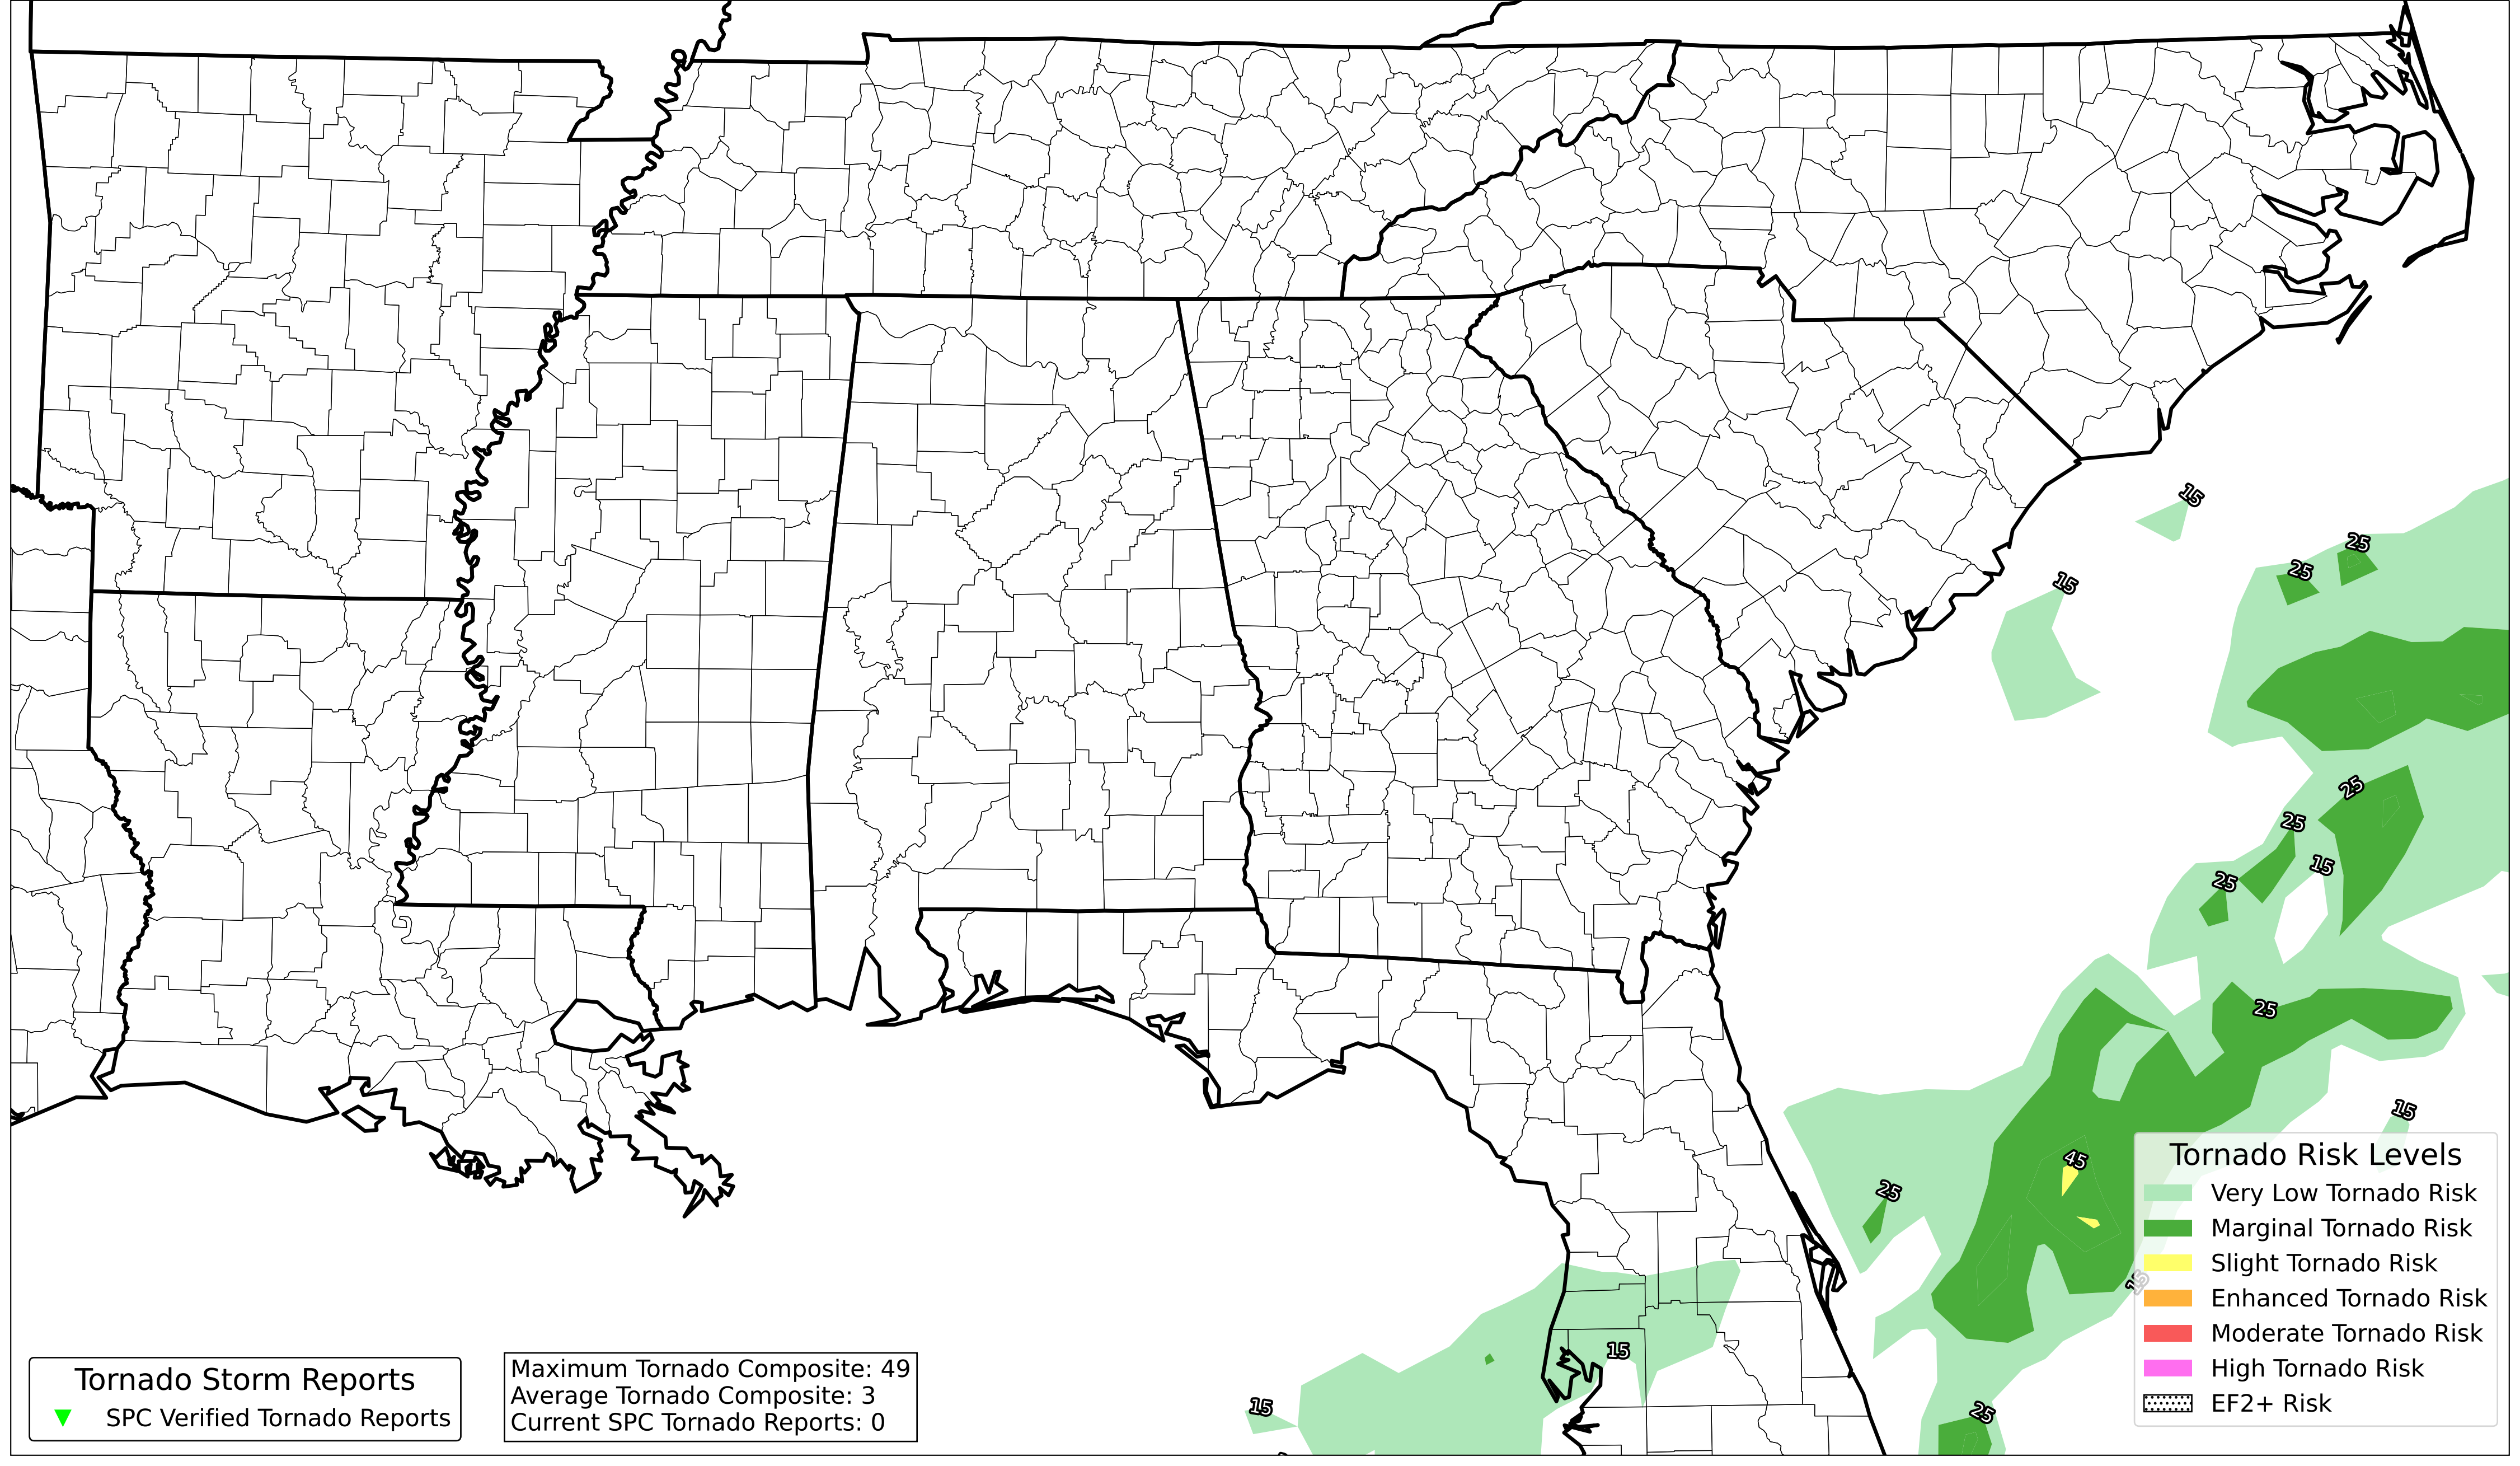 15
25
25
15
25
25
15
25
25
15
45
25
15
15
15
25
Tornado Risk Levels
Very Low Tornado Risk
Marginal Tornado Risk
Slight Tornado Risk
Enhanced Tornado Risk
Moderate Tornado Risk
High Tornado Risk
EF2+ Risk
Tornado Storm Reports
SPC Verified Tornado Reports
Maximum Tornado Composite: 49
Average Tornado Composite: 3
Current SPC Tornado Reports: 0